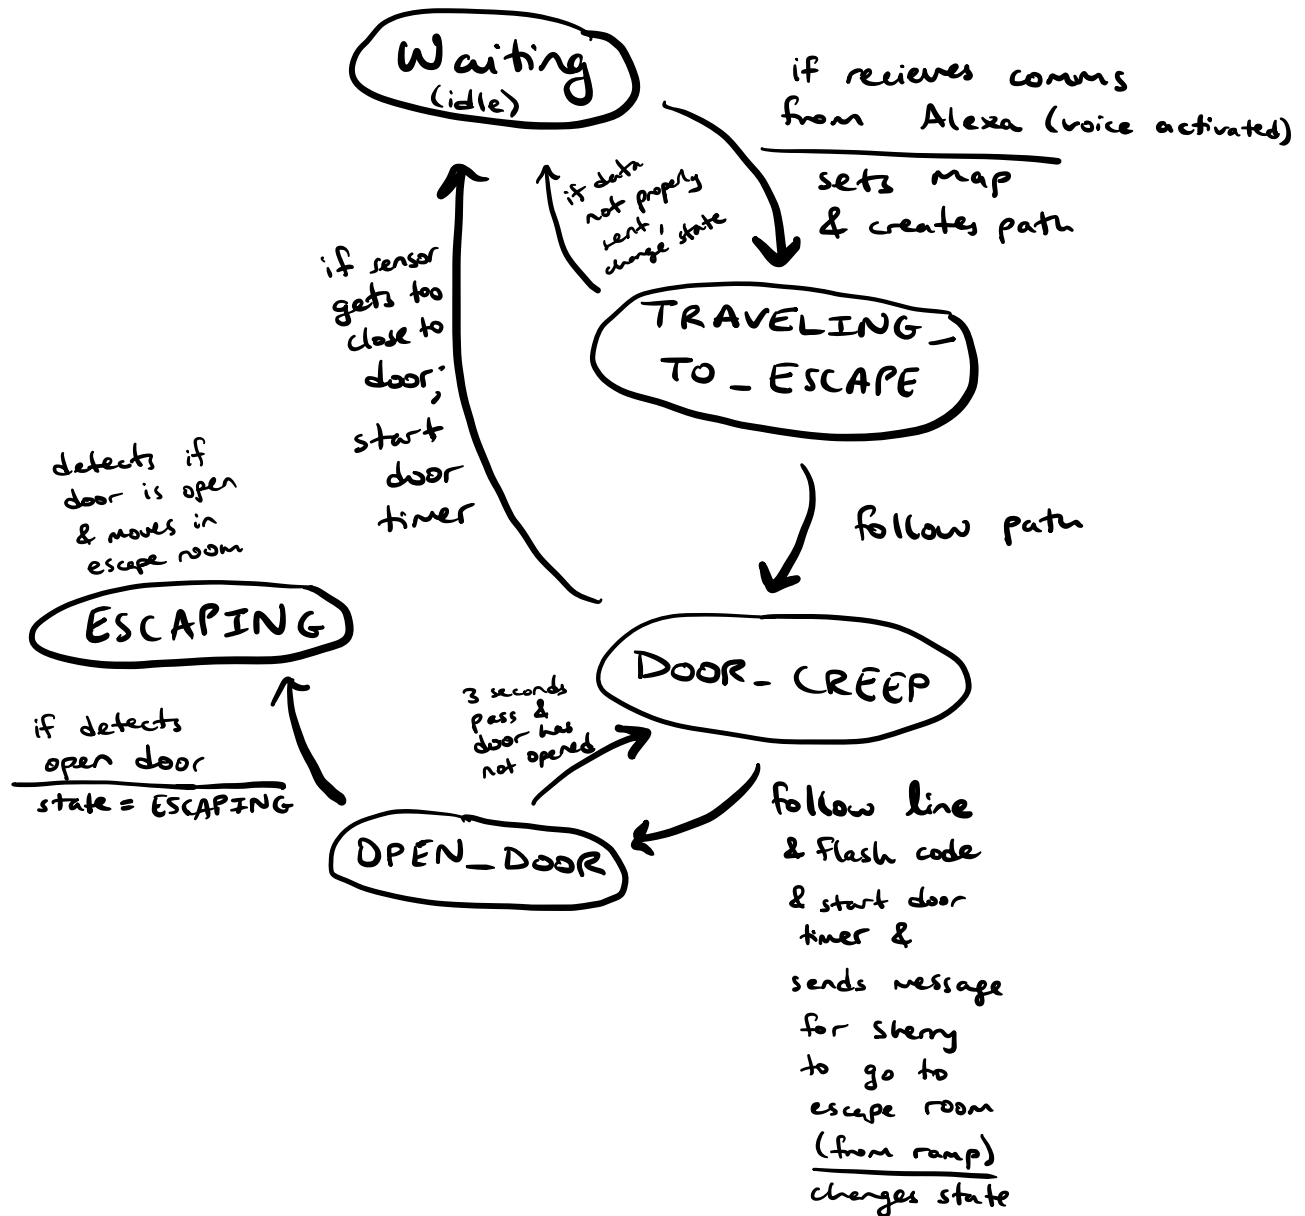 Waiting
(idle)
if recieves comms
from Alexa (voice activated)
sets map
& creates path
if data
not properly
sent,
change state
if sensor
gets too
close to
door;
start
door
timer
TRAVELING_
TO_ESCAPE
follow path
detects if
door is open
& moves in
escape room
ESCAPING
DOOR_CREEP
3 seconds
pass &
door has
not opened
if detects
open door
state = ESCAPING
OPEN_DOOR
follow line
& flash code
& start door
timer &
sends message
for Sherry
to go to
escape room
(from ramp)
changes state